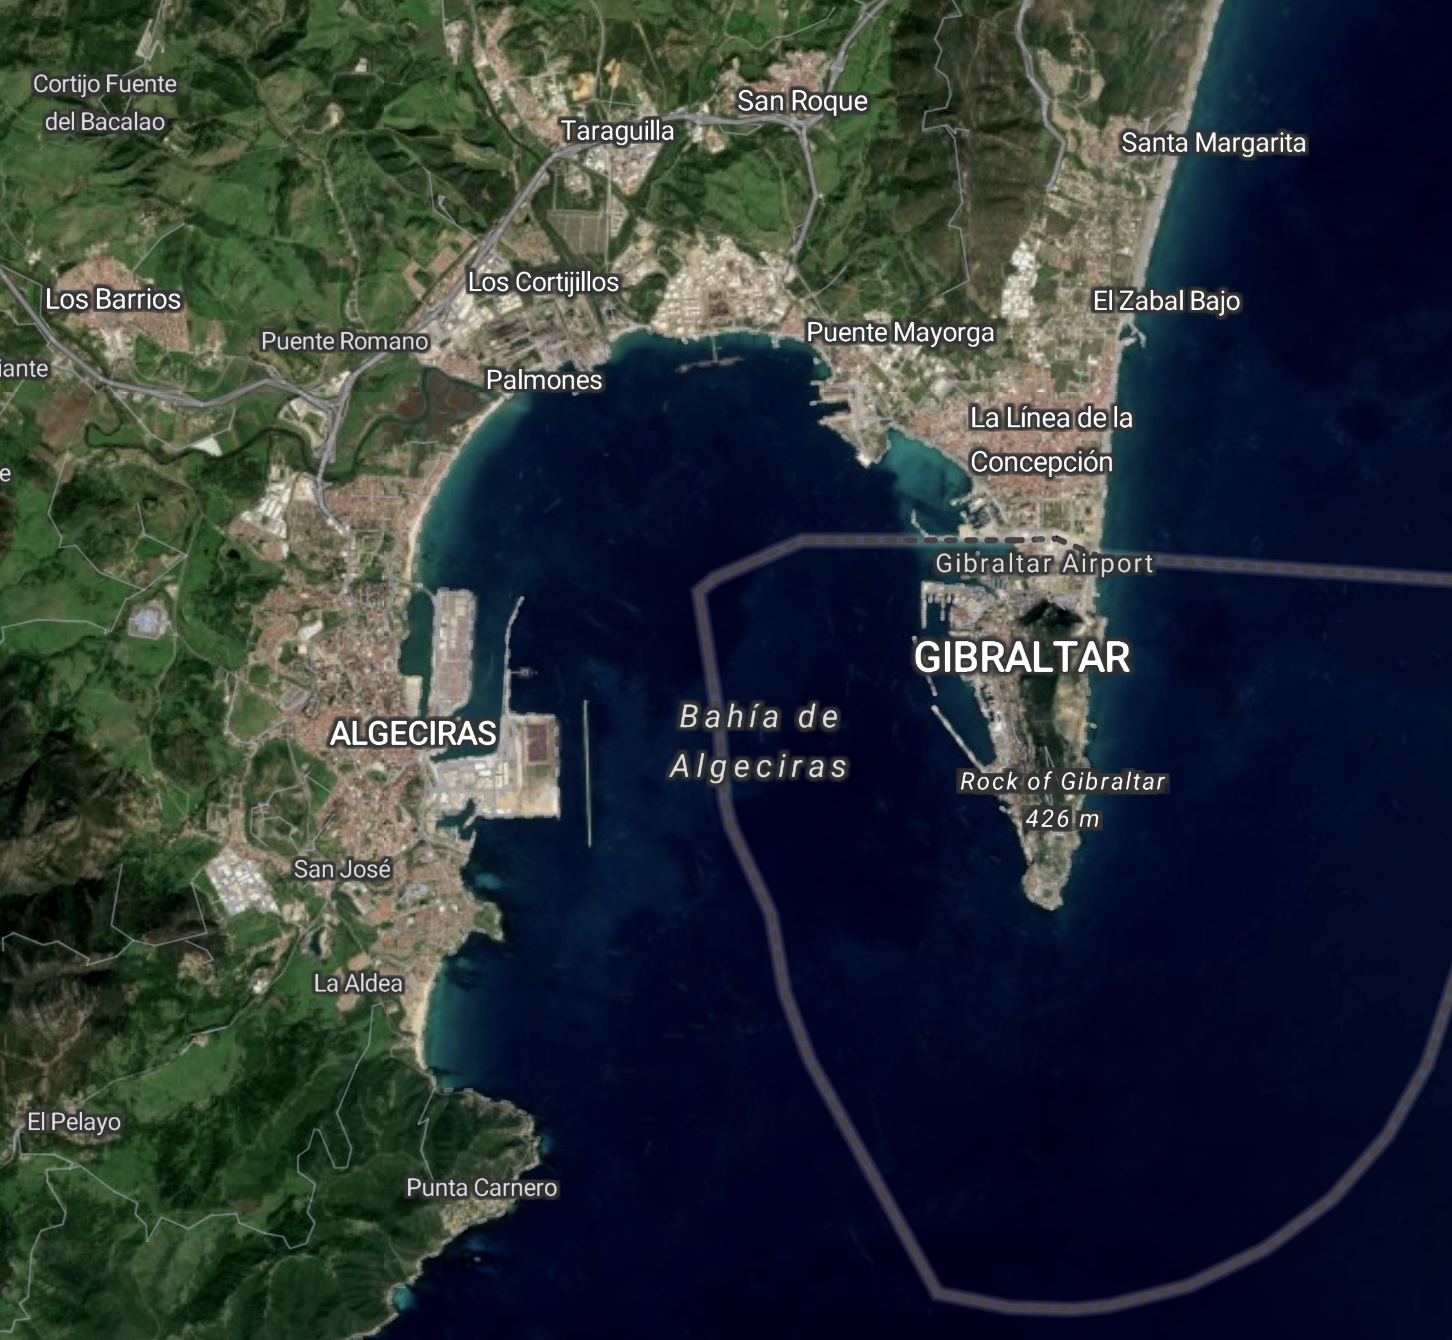 Cortijo Fuente
del Bacalao
San Roque
Taraguilla
Santa Margarita
Los Cortijillos
Los Barrios
El Zabal Bajo
Puente Romano
Puente Mayorga
iante
Palmones
La Línea de la
Concepción
e
Gibraltar Airport
GIBRALTAR
Bahía de
Algeciras
ALGECIRAS
Rock of Gibraltar
426 m
San José
La Aldea
El Pelayo
Punta Carnero